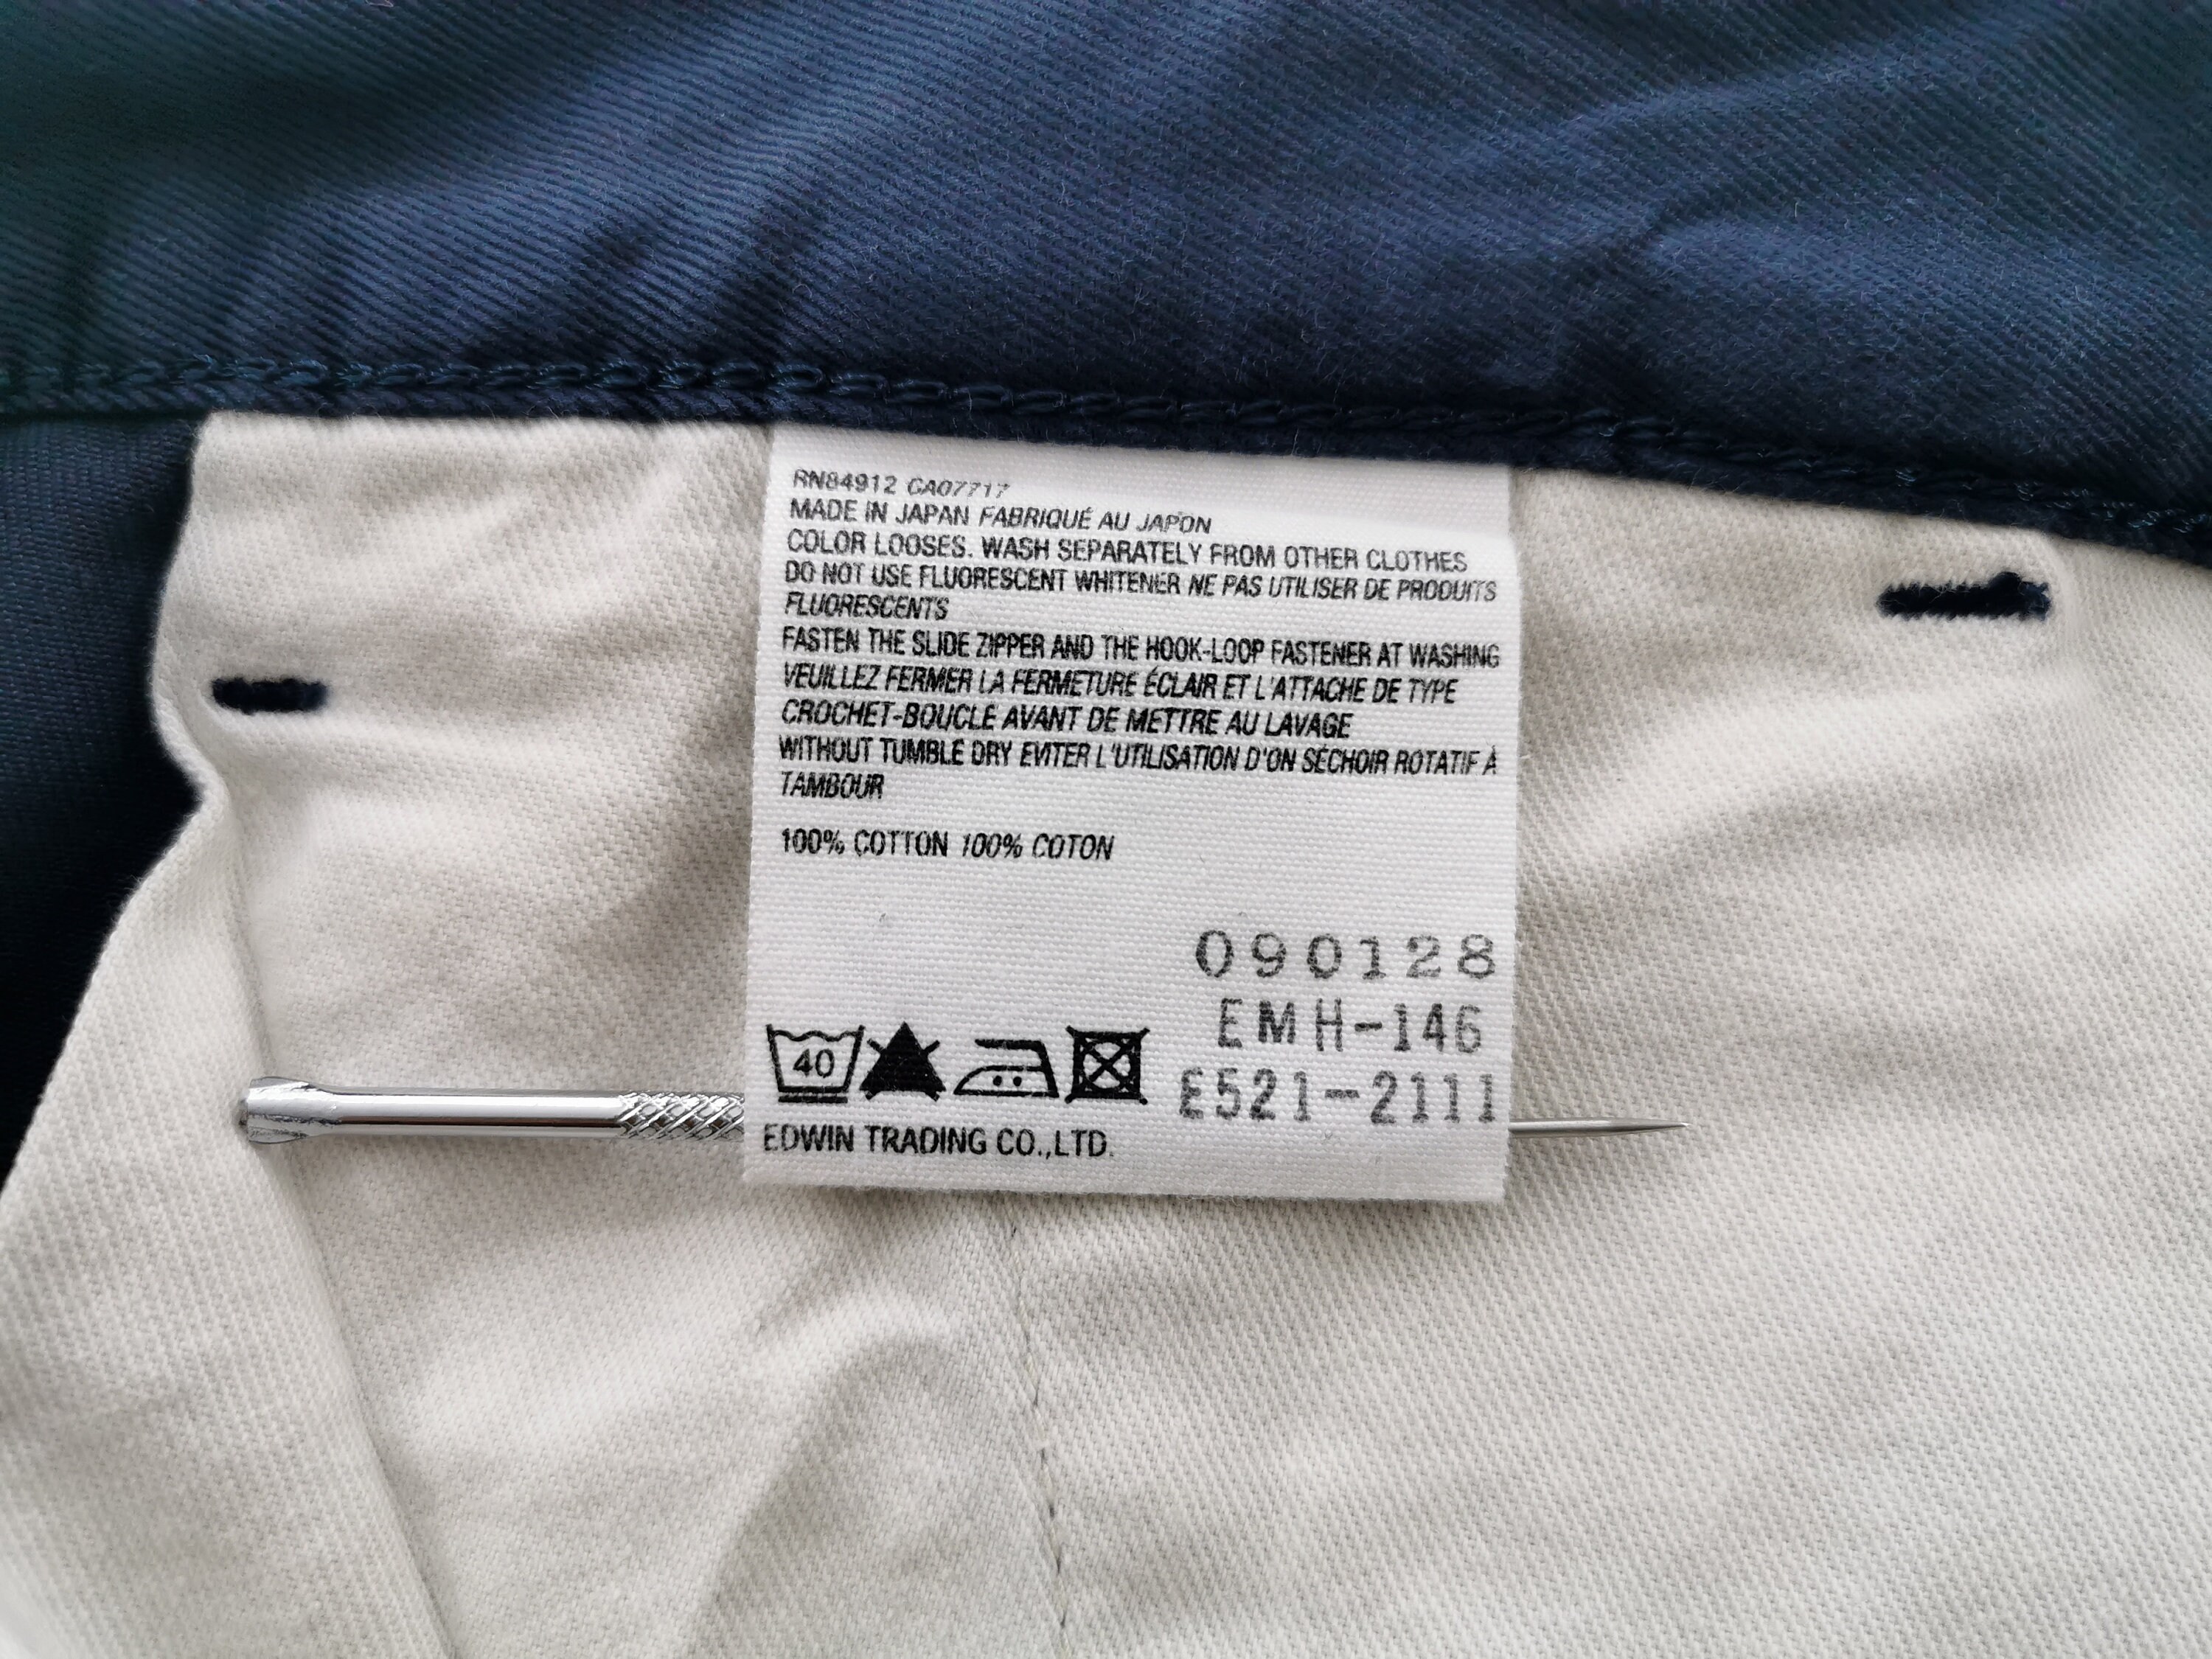 RN84912 CA07717
MADE IN JAPAN FABRIQUÉ AU JAPON
COLOR LOOSES. WASH SEPARATELY FROM OTHER CLOTHES
DO NOT USE FLUORESCENT WHITENER NE PAS UTILISER DE PRODUITS
FLUORESCENTS
FASTEN THE SLIDE ZIPPER AND THE HOOK-LOOP FASTENER AT WASHING
VEUILLEZ FERMER LA FERMETURE ÉCLAIR ET L'ATTACHE DE TYPE
CROCHET-BOUCLE AVANT DE METTRE AU LAVAGE
WITHOUT TUMBLE DRY EVITER L'UTILISATION D'ON SÉCHOIR ROTATIF À
TAMBOUR
100% COTTON 100% COTON
090128
EMH-146
40
E521-2111
EDWIN TRADING CO.,LTD.